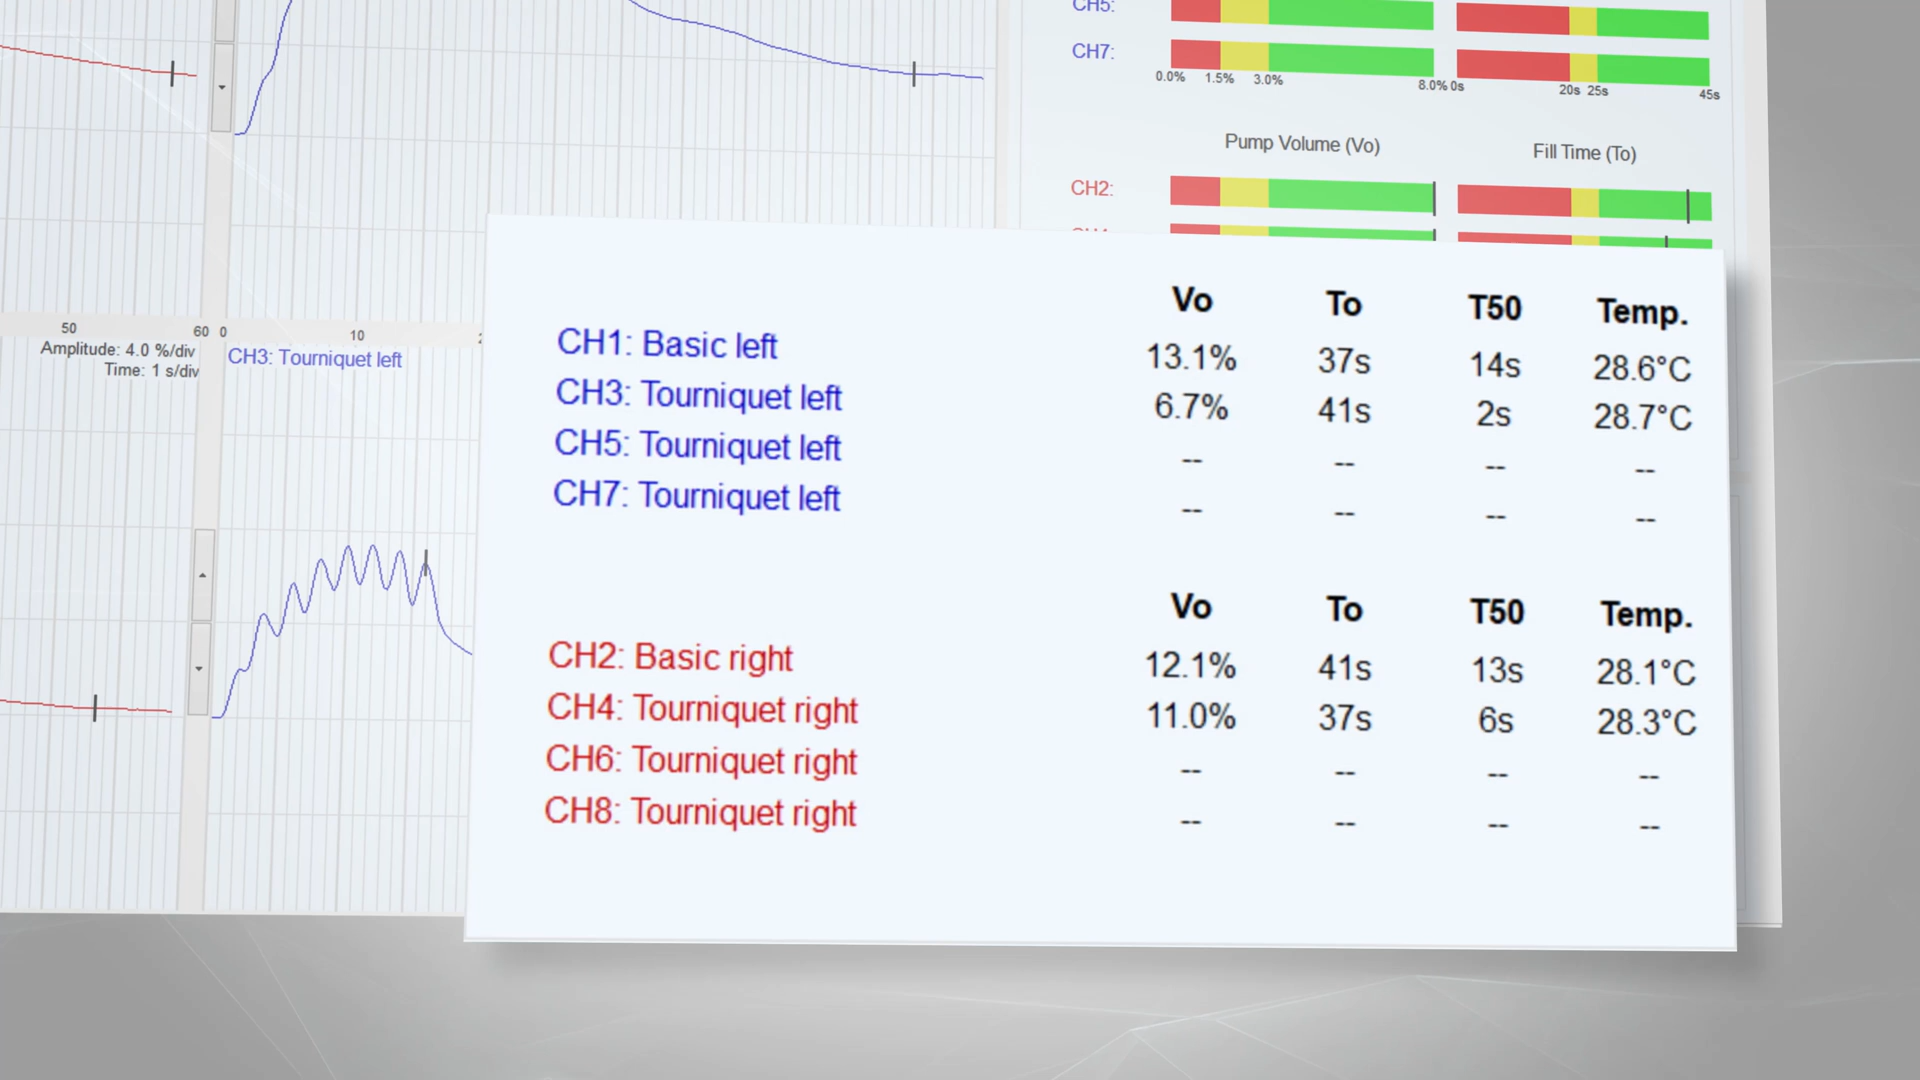 CH5:
CH7:
0.0% 1.5% 3.0% 8.0% 0s 20s 25s 45s
Pump Volume (Vo) Fill Time (To)
CH2:
50 60 0 10
Amplitude: 4.0 %/div
Time: 1 s/div
CH3: Tourniquet left
Vo To T50 Temp.
CH1: Basic left 13.1% 37s 14s 28.6°C
CH3: Tourniquet left 6.7% 41s 2s 28.7°C
CH5: Tourniquet left -- -- -- --
CH7: Tourniquet left -- -- -- --
Vo To T50 Temp.
CH2: Basic right 12.1% 41s 13s 28.1°C
CH4: Tourniquet right 11.0% 37s 6s 28.3°C
CH6: Tourniquet right -- -- -- --
CH8: Tourniquet right -- -- -- --